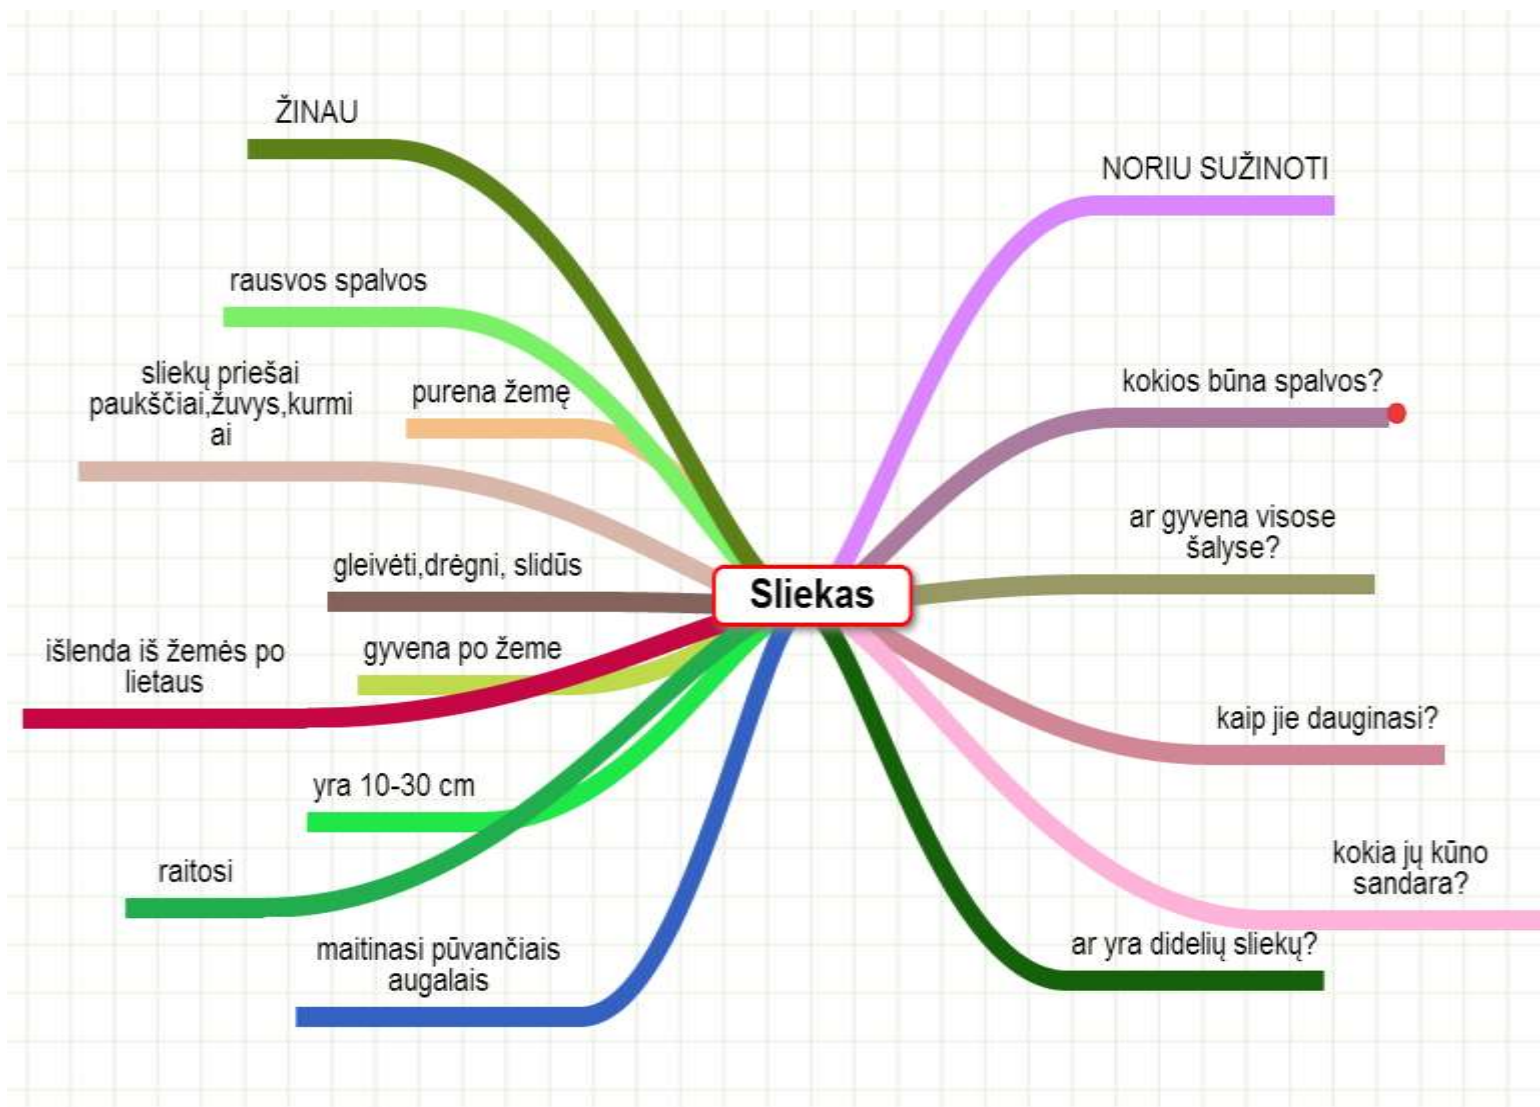 ŽINAU
rausvos spalvos
sliekų priešai
paukščiai,žuvys,kurmi
ai
purena žemę
gleivėti,drėgni, slidūs
gyvena po žeme
išlenda iš žemės po
lietaus
yra 10-30 cm
raitosi
maitinasi pūvančiais
augalais
Sliekas
NORIU SUŽINOTI
kokios būna spalvos?
ar gyvena visose
šalyse?
kaip jie dauginasi?
kokia jų kūno
sandara?
ar yra didelių sliekų?